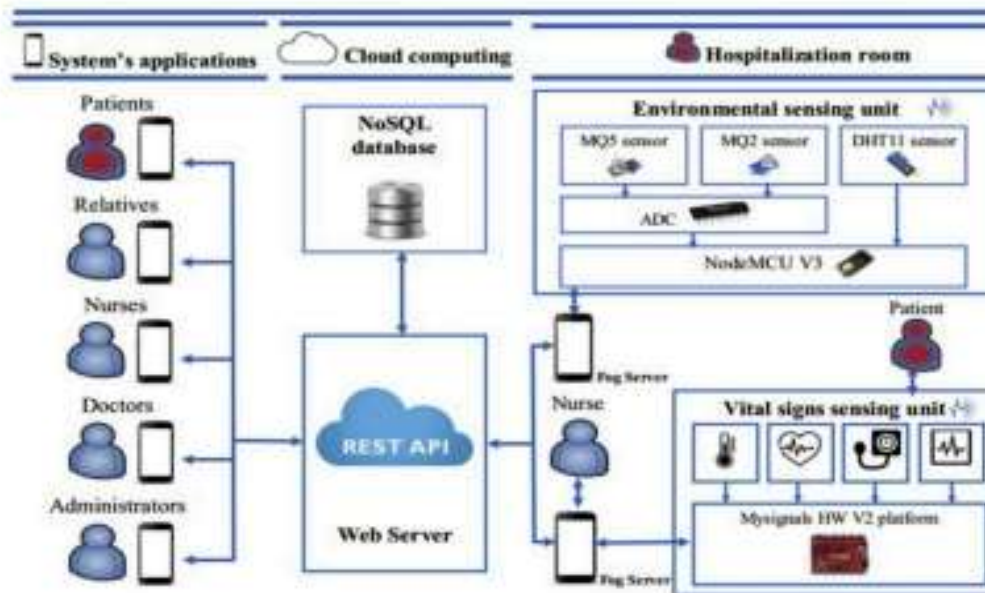 System's applications
Cloud computing
Hospitalization room
Patients
Relatives
Nurses
Doctors
Administrators
NoSQL
database
REST API
Web Server
Environmental sensing unit
MQ5 sensor
MQ2 sensor
DHT11 sensor
ADC
NodeMCU V3
Fog Server
Patient
Nurse
Vital signs sensing unit
Mysignals HW V2 platform
Fog Server